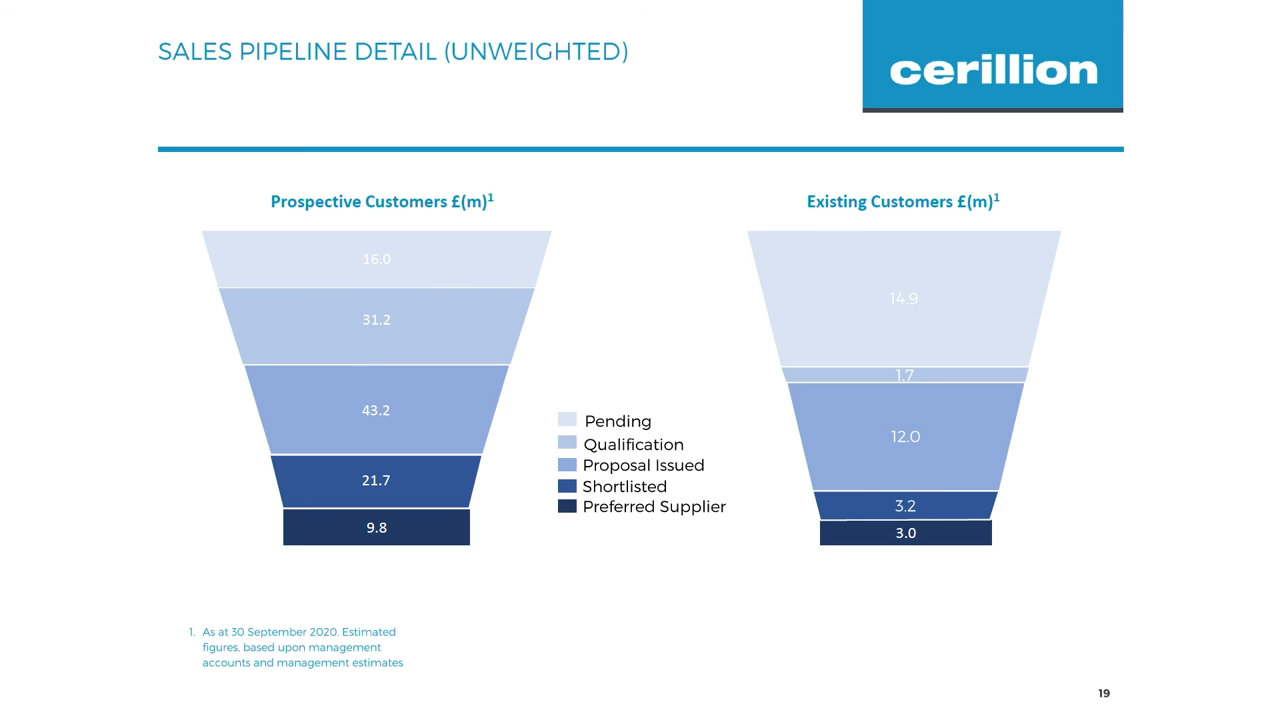 SALES PIPELINE DETAIL (UNWEIGHTED)
cerillion
Prospective Customers £(m)¹
16.0
31.2
43.2
21.7
9.8
Pending
Qualification
Proposal Issued
Shortlisted
Preferred Supplier
Existing Customers £(m)¹
14.9
1.7
12.0
3.2
3.0
1. As at 30 September 2020. Estimated
figures, based upon management
accounts and management estimates
19